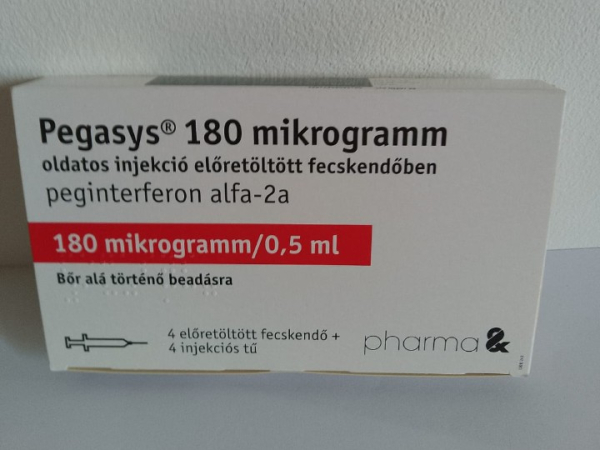 Pegasys® 180 mikrogramm
oldatos injekció előretöltött fecskendőben
peginterferon alfa-2a
180 mikrogramm/0,5 ml
Bőr alá történő beadásra
4 előretöltött fecskendő +
4 injekciós tű
pharma&